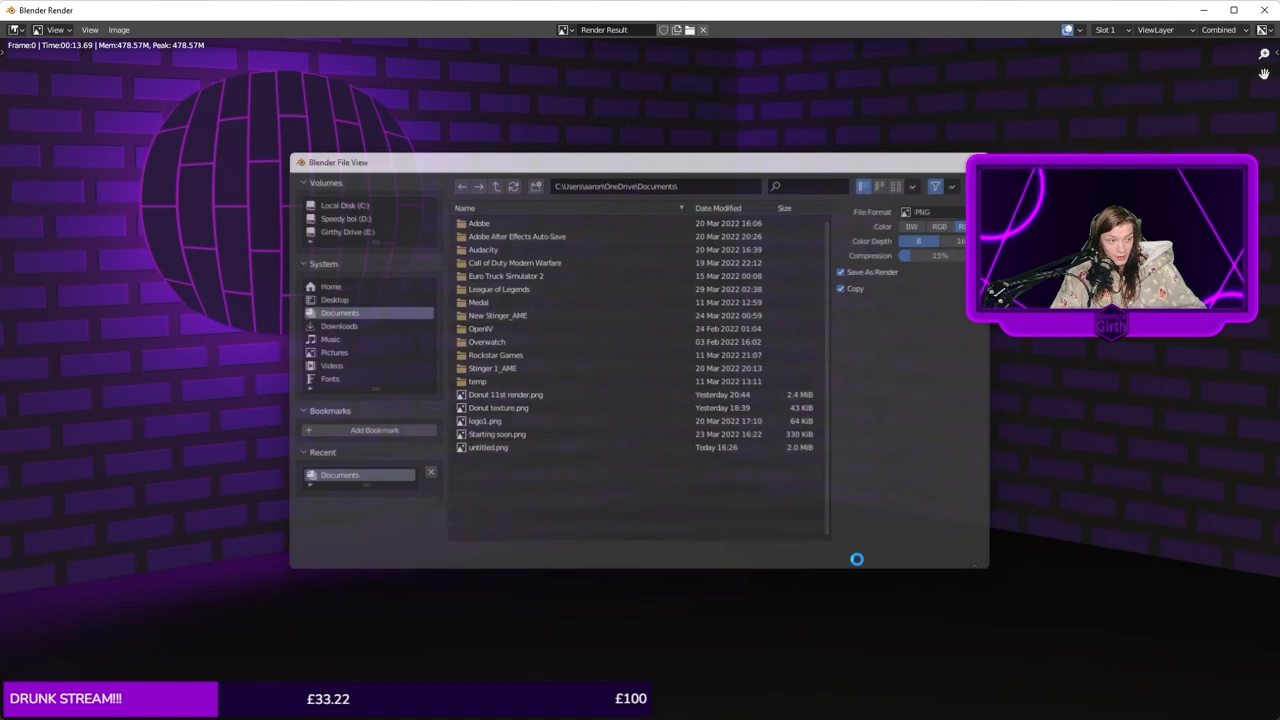 Blender Render
View View Image Render Result Slot 1 ViewLayer Combined
Frame:0 | Time:00:13.69 | Mem:478.57M, Peak: 478.57M
Blender File View
Volumes
Local Disk (C:)
Speedy boi (D:)
Girthy Drive (E:)
System
Home
Desktop
Documents
Downloads
Music
Pictures
Videos
Fonts
Bookmarks
Add Bookmark
Recent
Documents
C:\Users\aaron\OneDrive\Documents\
Name Date Modified Size
Adobe 20 Mar 2022 16:06
Adobe After Effects Auto-Save 20 Mar 2022 20:26
Audacity 20 Mar 2022 16:39
Call of Duty Modern Warfare 19 Mar 2022 22:12
Euro Truck Simulator 2 15 Mar 2022 00:08
League of Legends 29 Mar 2022 02:38
Medal 11 Mar 2022 12:59
New Stinger_AME 24 Mar 2022 00:59
OpenIV 24 Feb 2022 01:04
Overwatch 03 Feb 2022 16:02
Rockstar Games 11 Mar 2022 21:07
Stinger 1_AME 20 Mar 2022 20:13
temp 11 Mar 2022 13:11
Donut 11st render.png Yesterday 20:44 2.4 MiB
Donut texture.png Yesterday 18:39 43 KiB
logo1.png 20 Mar 2022 17:10 64 KiB
Starting soon.png 23 Mar 2022 16:22 330 KiB
untitled.png Today 16:26 2.0 MiB
File Format PNG
Color BW RGB
Color Depth 8 16
Compression 15%
Save As Render
Copy
Girth
DRUNK STREAM!!! £33.22 £100